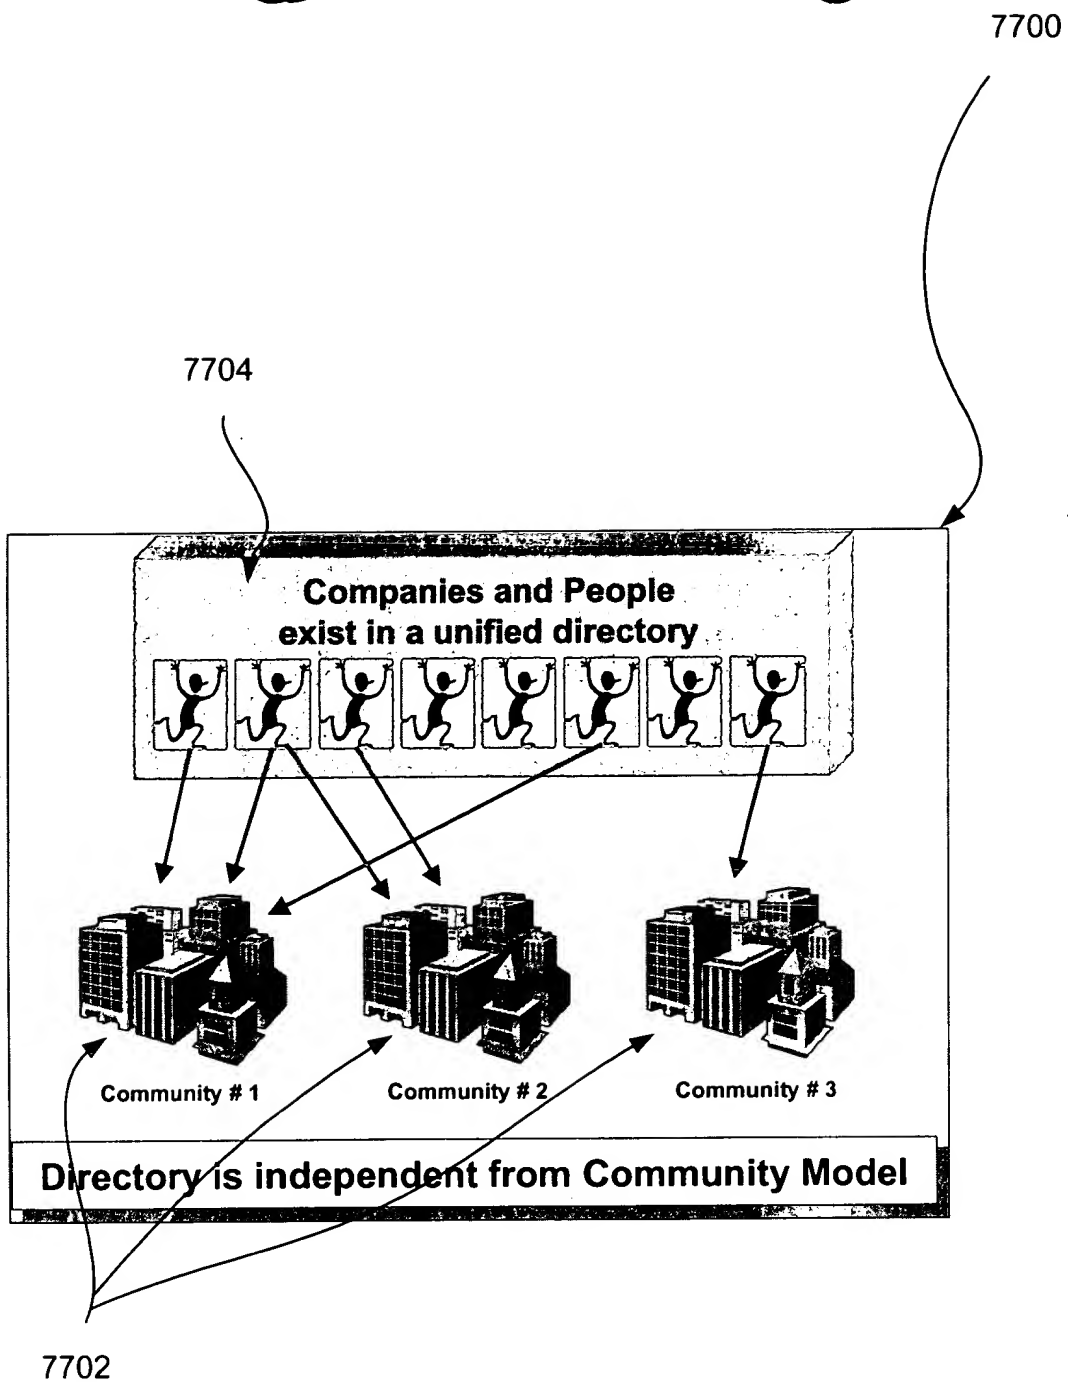 7700
7704
Companies and People
exist in a unified directory
Community # 1
Community # 2
Community # 3
Directory is independent from Community Model
7702